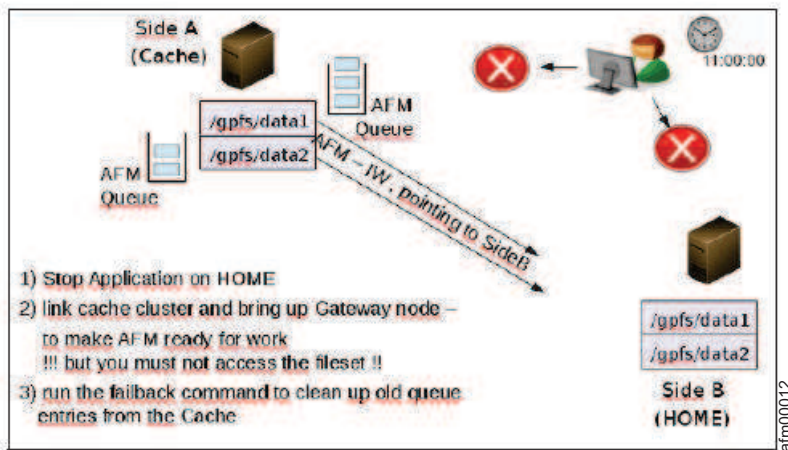 Side A
(Cache)
11:00:00
/gpfs/data1
/gpfs/data2
AFM
Queue
AFM
Queue
AFM – IW, pointing to SideB
1) Stop Application on HOME
2) link cache cluster and bring up Gateway node –
to make AFM ready for work
!!! but you must not access the fileset !!
3) run the failback command to clean up old queue
entries from the Cache
/gpfs/data1
/gpfs/data2
Side B
(HOME)
afm00012